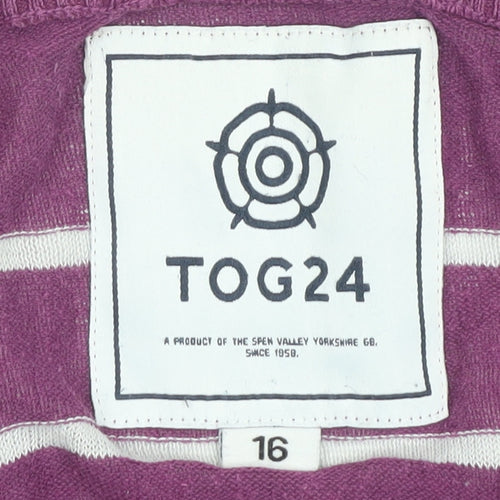 TOG24
A PRODUCT OF THE SPEN VALLEY YORKSHIRE GB.
SINCE 1958.
16